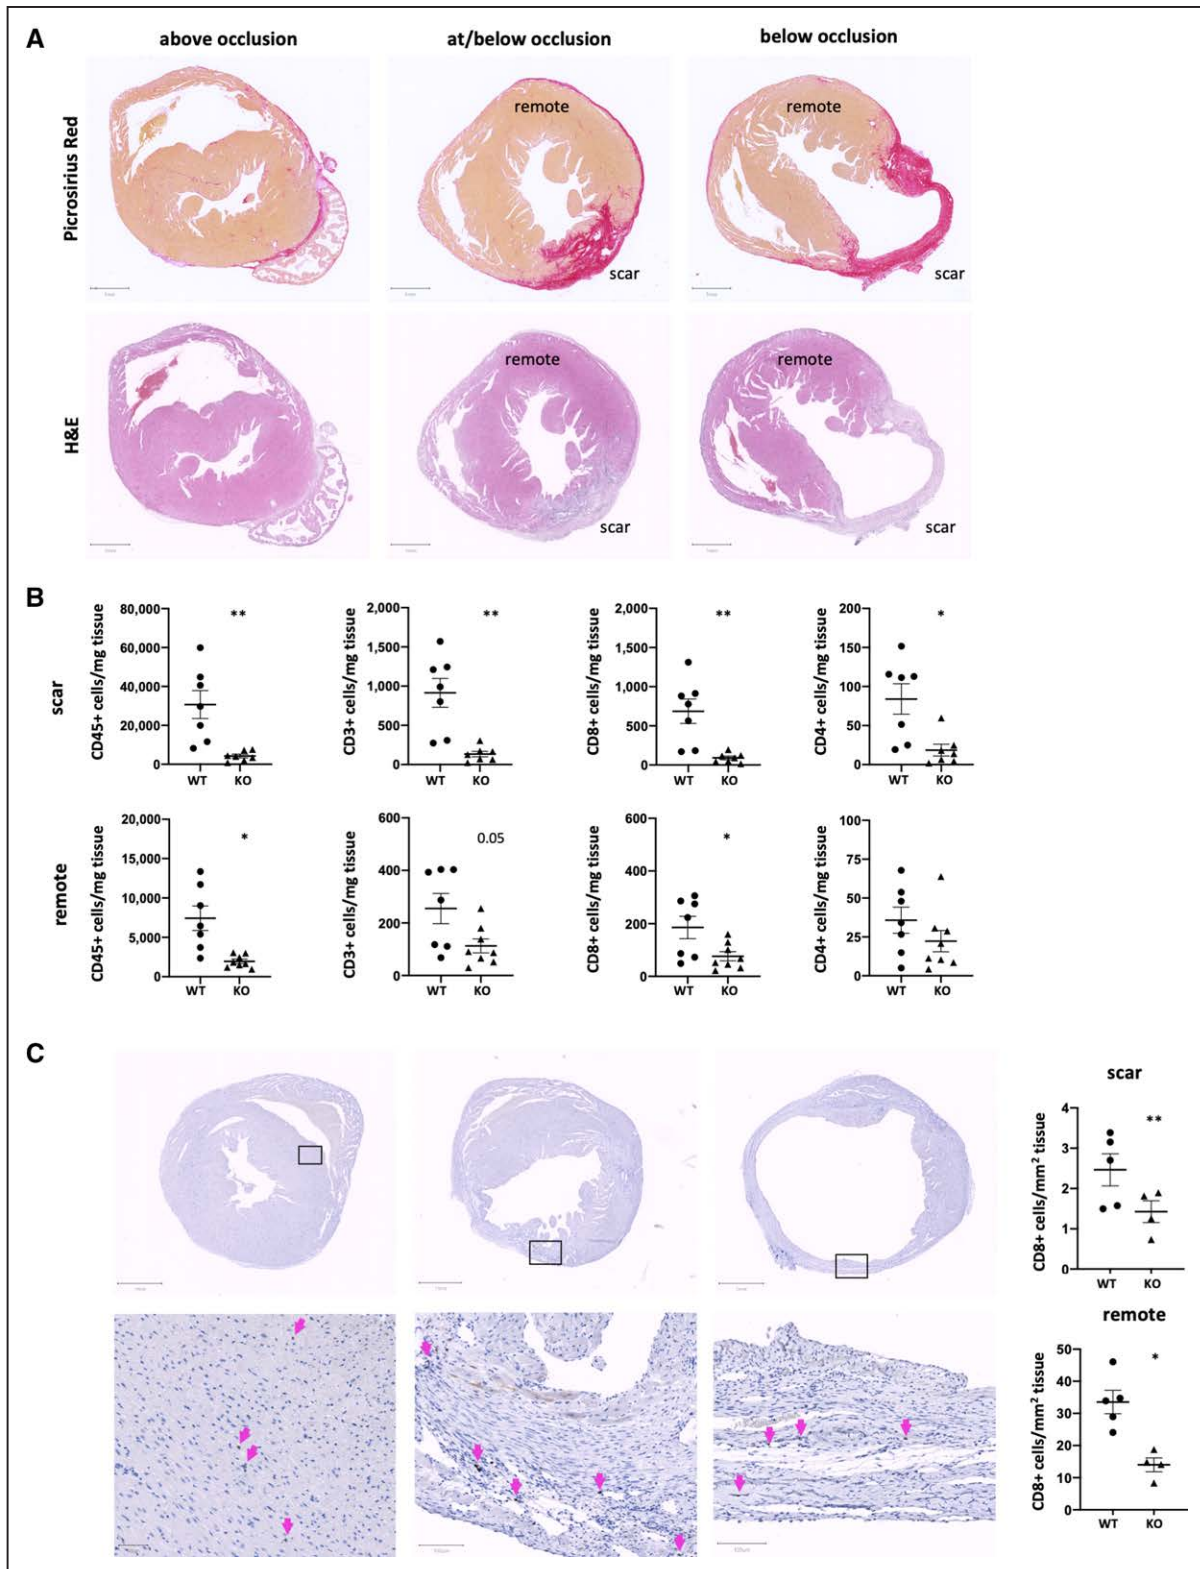 A
above occlusion
at/below occlusion
below occlusion
Picrosirius Red
remote
scar
remote
scar
H&E
remote
scar
remote
scar
B
scar
CD45+ cells/mg tissue
80,000
60,000
40,000
20,000
0
**
WT
KO
CD3+ cells/mg tissue
2,000
1,500
1,000
500
0
**
WT
KO
CD8+ cells/mg tissue
2,000
1,500
1,000
500
0
**
WT
KO
CD4+ cells/mg tissue
200
150
100
50
0
*
WT
KO
remote
CD45+ cells/mg tissue
20,000
15,000
10,000
5,000
0
*
WT
KO
CD3+ cells/mg tissue
600
400
200
0
0.05
WT
KO
CD8+ cells/mg tissue
600
400
200
0
*
WT
KO
CD4+ cells/mg tissue
100
75
50
25
0
WT
KO
C
scar
CD8+ cells/mm² tissue
4
3
2
1
0
**
WT
KO
remote
CD8+ cells/mm² tissue
50
40
30
20
10
0
*
WT
KO